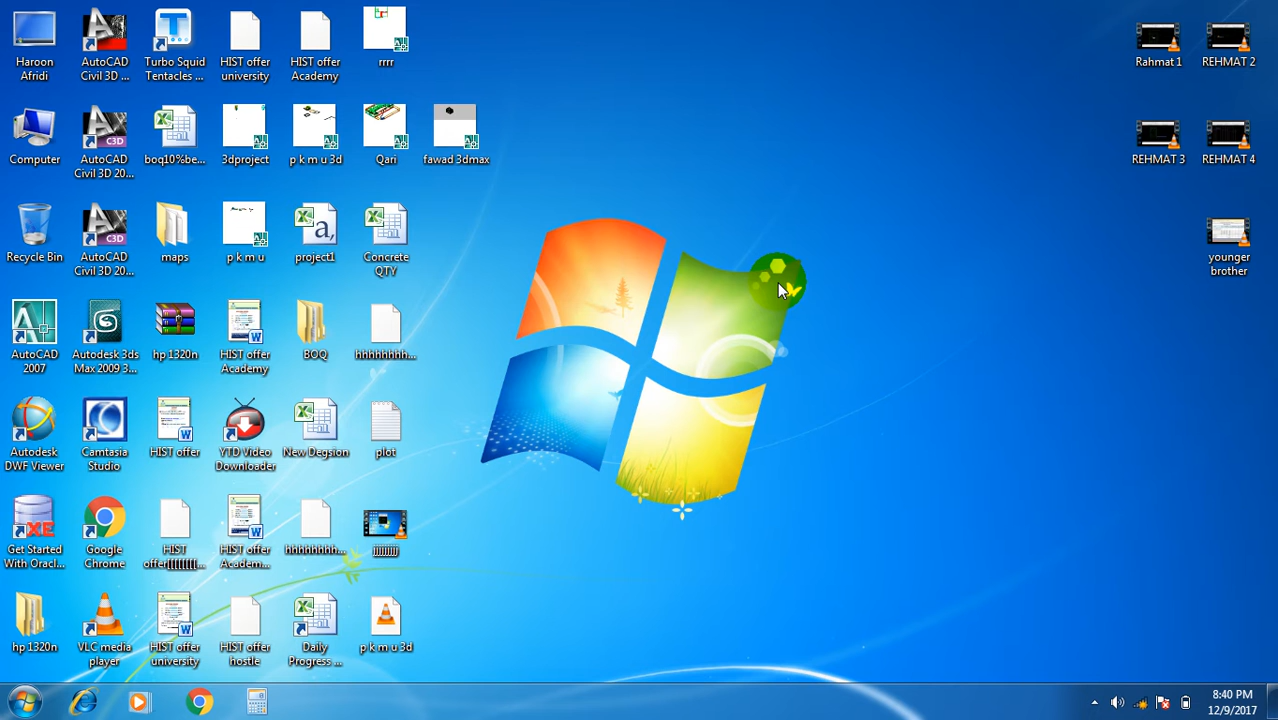 Haroon
Afridi
AutoCAD
Civil 3D ...
Turbo Squid
Tentacles ...
HIST offer
university
HIST offer
Academy
rrrr
Rahmat 1
REHMAT 2
Computer
AutoCAD
Civil 3D 20...
boq10%be...
3dproject
p k m u 3d
Qari
fawad 3dmax
REHMAT 3
REHMAT 4
Recycle Bin
AutoCAD
Civil 3D 20...
maps
p k m u
project1
Concrete
QTY
younger
brother
AutoCAD
2007
Autodesk 3ds
Max 2009 3...
hp 1320n
HIST offer
Academy
BOQ
hhhhhhhh...
Autodesk
DWF Viewer
Camtasia
Studio
HIST offer
YTD Video
Downloader
New Degsion
plot
Get Started
With Oracl...
Google
Chrome
HIST
offer[[[[[[[[...
HIST offer
Academ...
hhhhhhhh...
jjjjjjjj
hp 1320n
VLC media
player
HIST offer
university
HIST offer
hostle
Daily
Progress ...
p k m u 3d
8:40 PM
12/9/2017